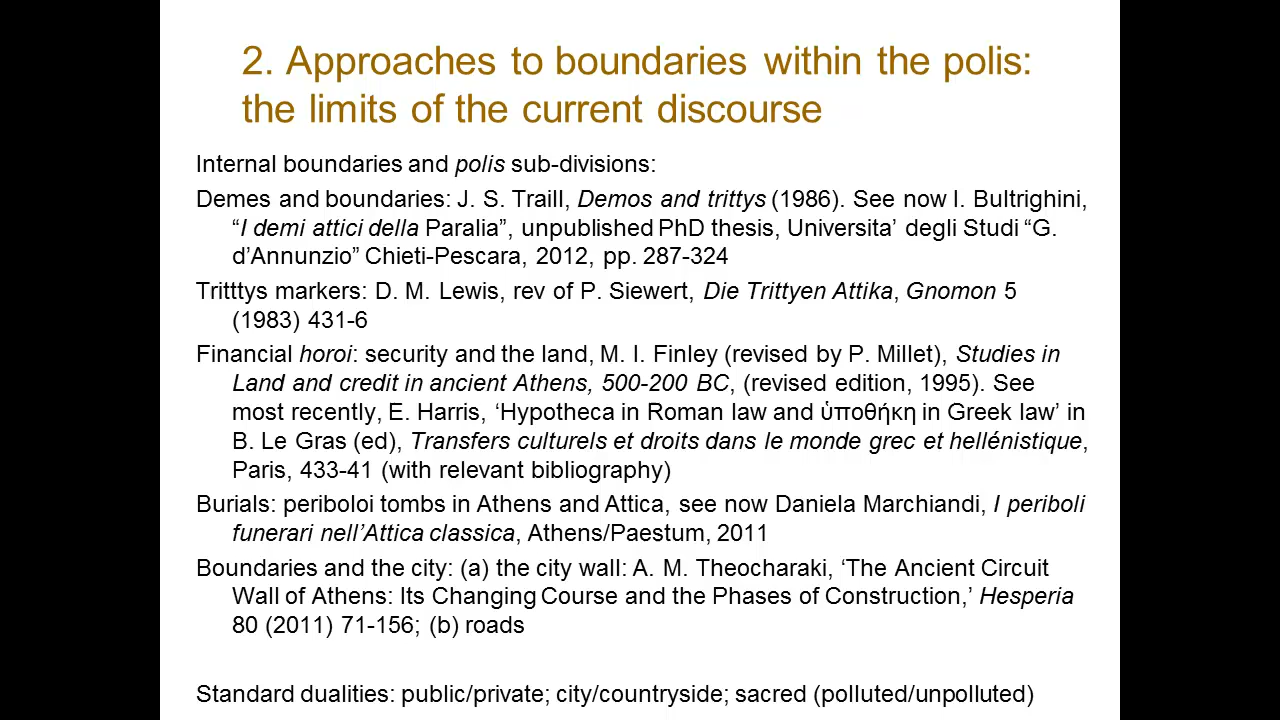 2. Approaches to boundaries within the polis:
the limits of the current discourse
Internal boundaries and polis sub-divisions:
Demes and boundaries: J. S. Traill, Demos and trittys (1986). See now I. Bultrighini,
“I demi attici della Paralia”, unpublished PhD thesis, Universita’ degli Studi “G.
d’Annunzio” Chieti-Pescara, 2012, pp. 287-324
Tritttys markers: D. M. Lewis, rev of P. Siewert, Die Trittyen Attika, Gnomon 5
(1983) 431-6
Financial horoi: security and the land, M. I. Finley (revised by P. Millet), Studies in
Land and credit in ancient Athens, 500-200 BC, (revised edition, 1995). See
most recently, E. Harris, ‘Hypotheca in Roman law and ὑποθήκη in Greek law’ in
B. Le Gras (ed), Transfers culturels et droits dans le monde grec et hellénistique,
Paris, 433-41 (with relevant bibliography)
Burials: periboloi tombs in Athens and Attica, see now Daniela Marchiandi, I periboli
funerari nell’Attica classica, Athens/Paestum, 2011
Boundaries and the city: (a) the city wall: A. M. Theocharaki, ‘The Ancient Circuit
Wall of Athens: Its Changing Course and the Phases of Construction,’ Hesperia
80 (2011) 71-156; (b) roads
Standard dualities: public/private; city/countryside; sacred (polluted/unpolluted)